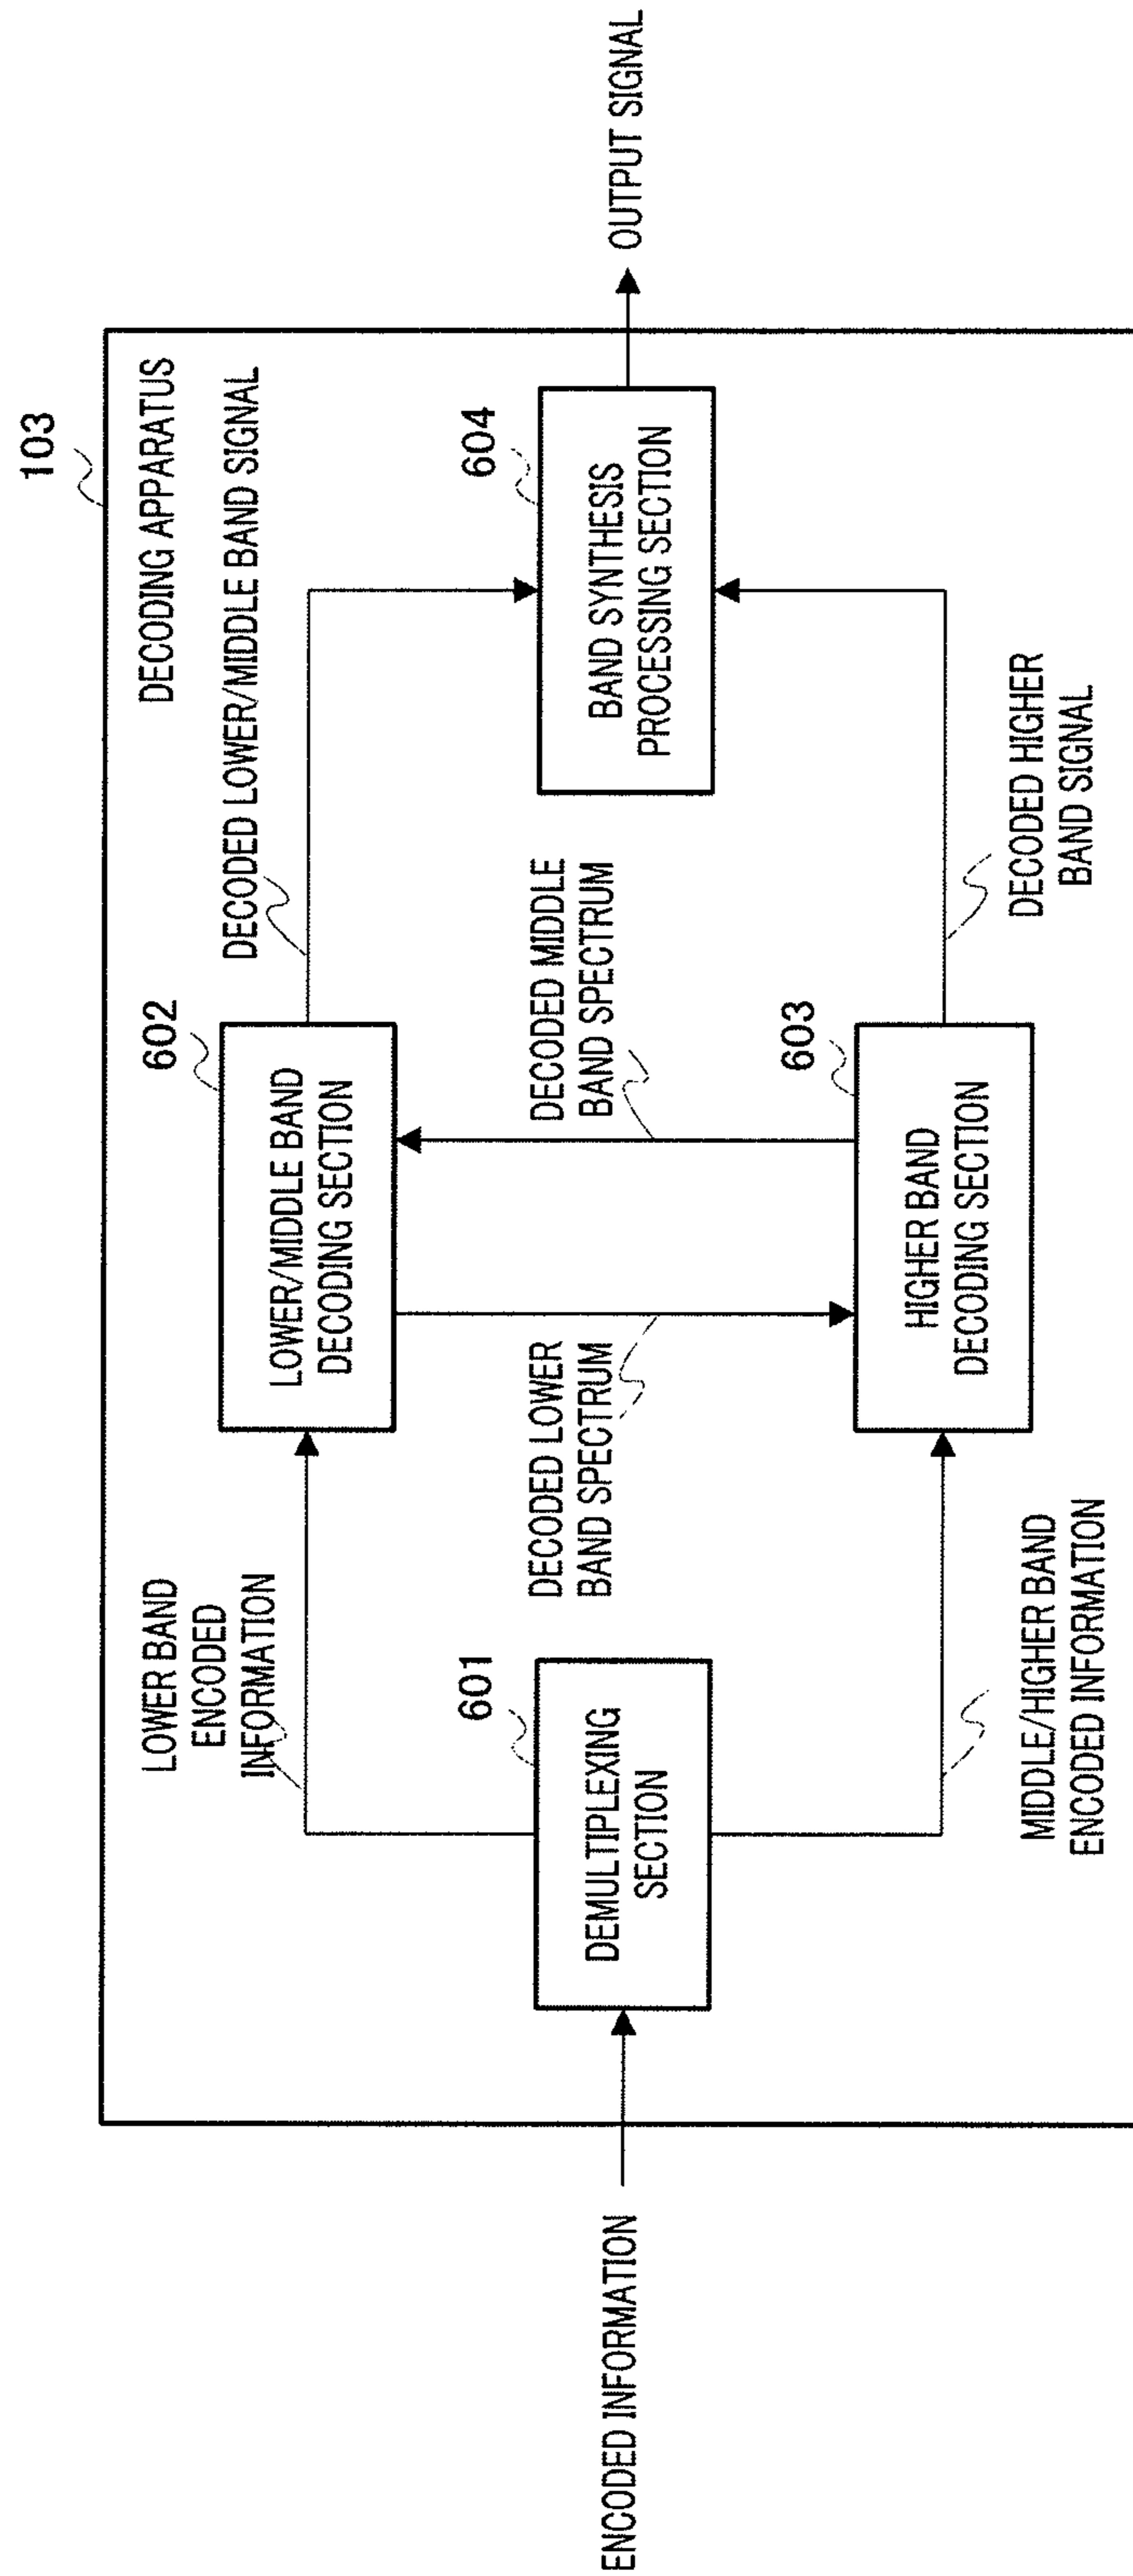 103
DECODING APPARATUS
ENCODED INFORMATION
601
DEMULTIPLEXING
SECTION
LOWER BAND
ENCODED
INFORMATION
MIDDLE/HIGHER BAND
ENCODED INFORMATION
602
LOWER/MIDDLE BAND
DECODING SECTION
DECODED LOWER
BAND SPECTRUM
DECODED MIDDLE
BAND SPECTRUM
603
HIGHER BAND
DECODING SECTION
DECODED LOWER/MIDDLE BAND SIGNAL
DECODED HIGHER
BAND SIGNAL
604
BAND SYNTHESIS
PROCESSING SECTION
OUTPUT SIGNAL